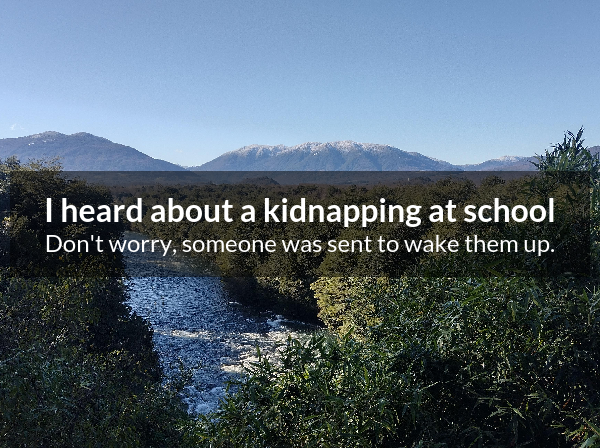 I heard about a kidnapping at school
Don't worry, someone was sent to wake them up.